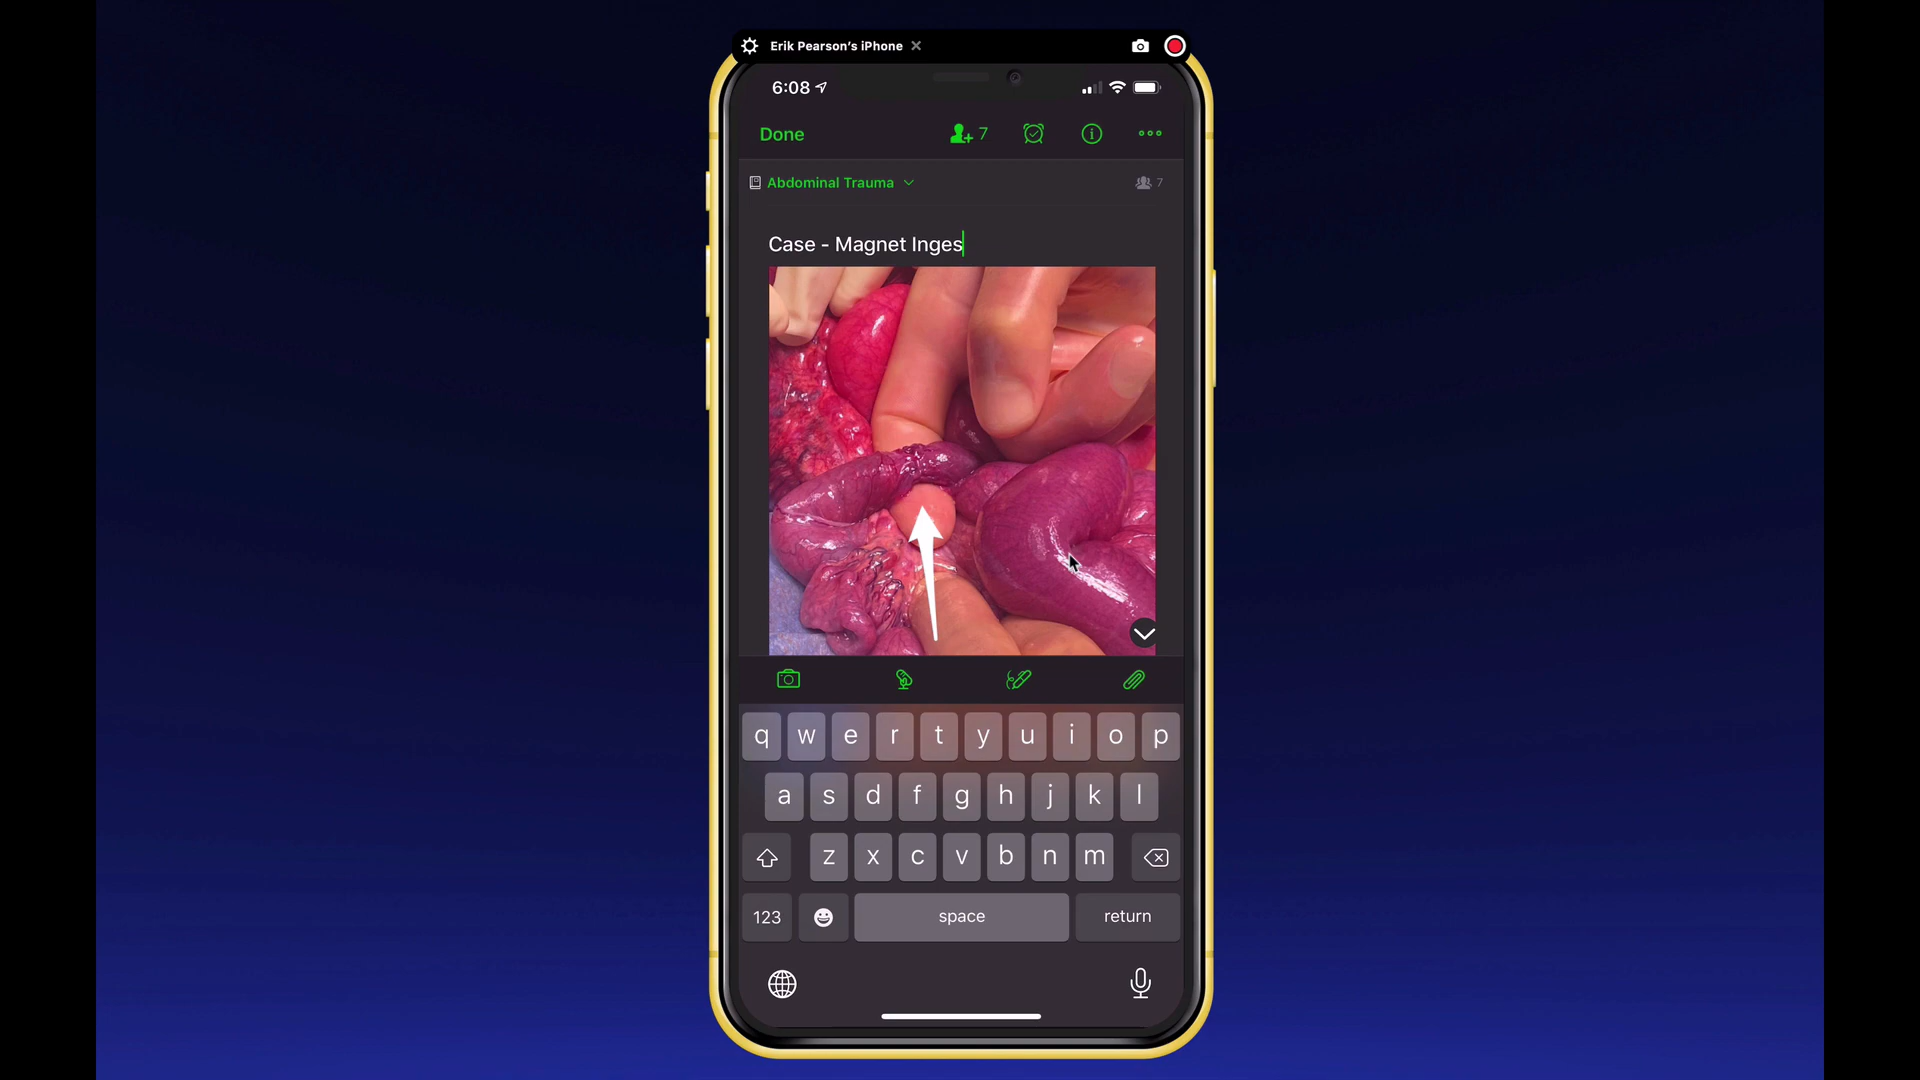 Erik Pearson's iPhone
6:08
Done
7
Abdominal Trauma
7
Case - Magnet Inges
q w e r t y u i o p
a s d f g h j k l
z x c v b n m
123 space return